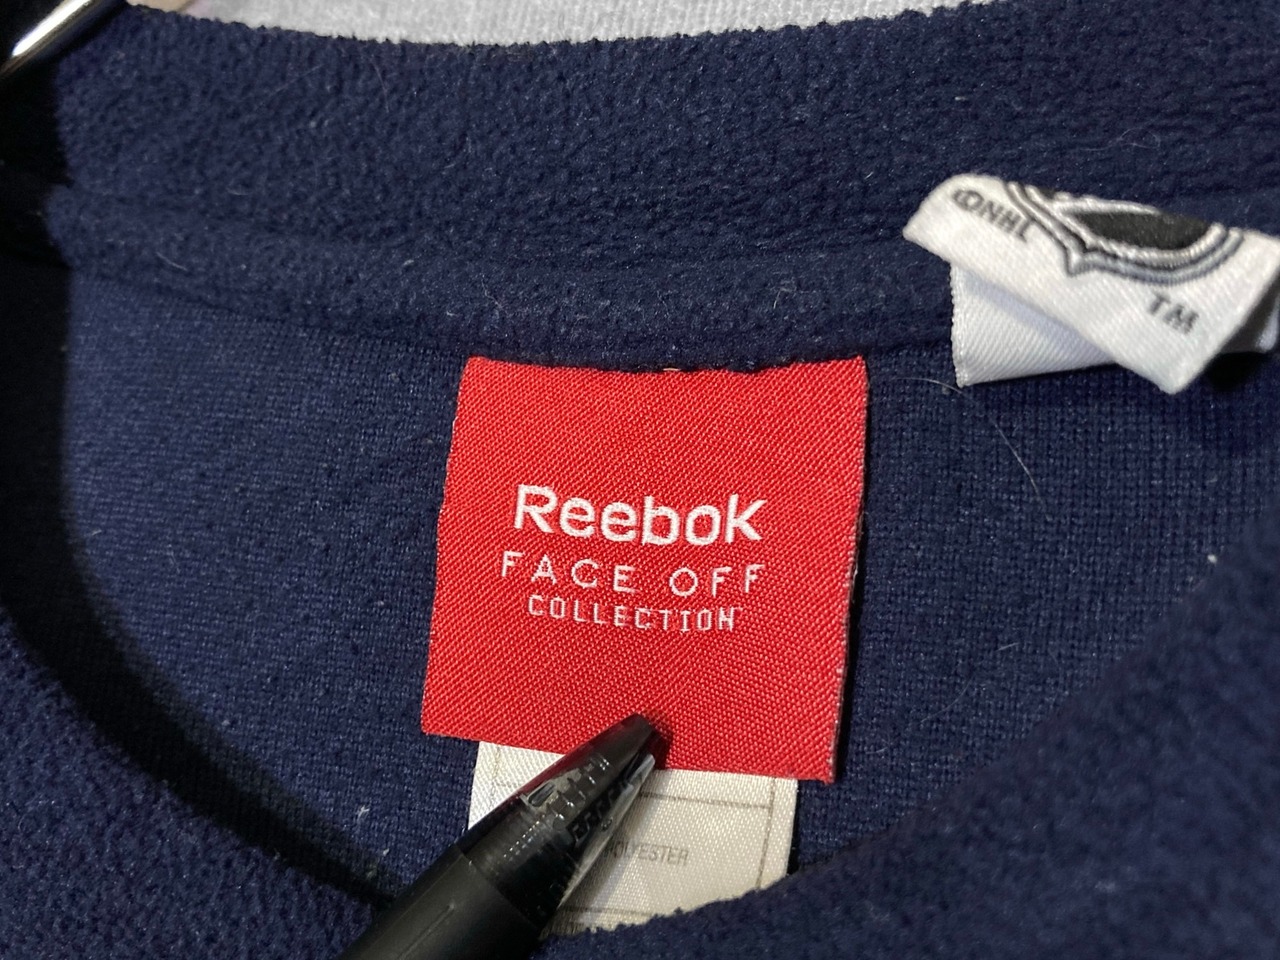 ©NHL
TM
Reebok
FACE OFF
COLLECTION
POLYESTER